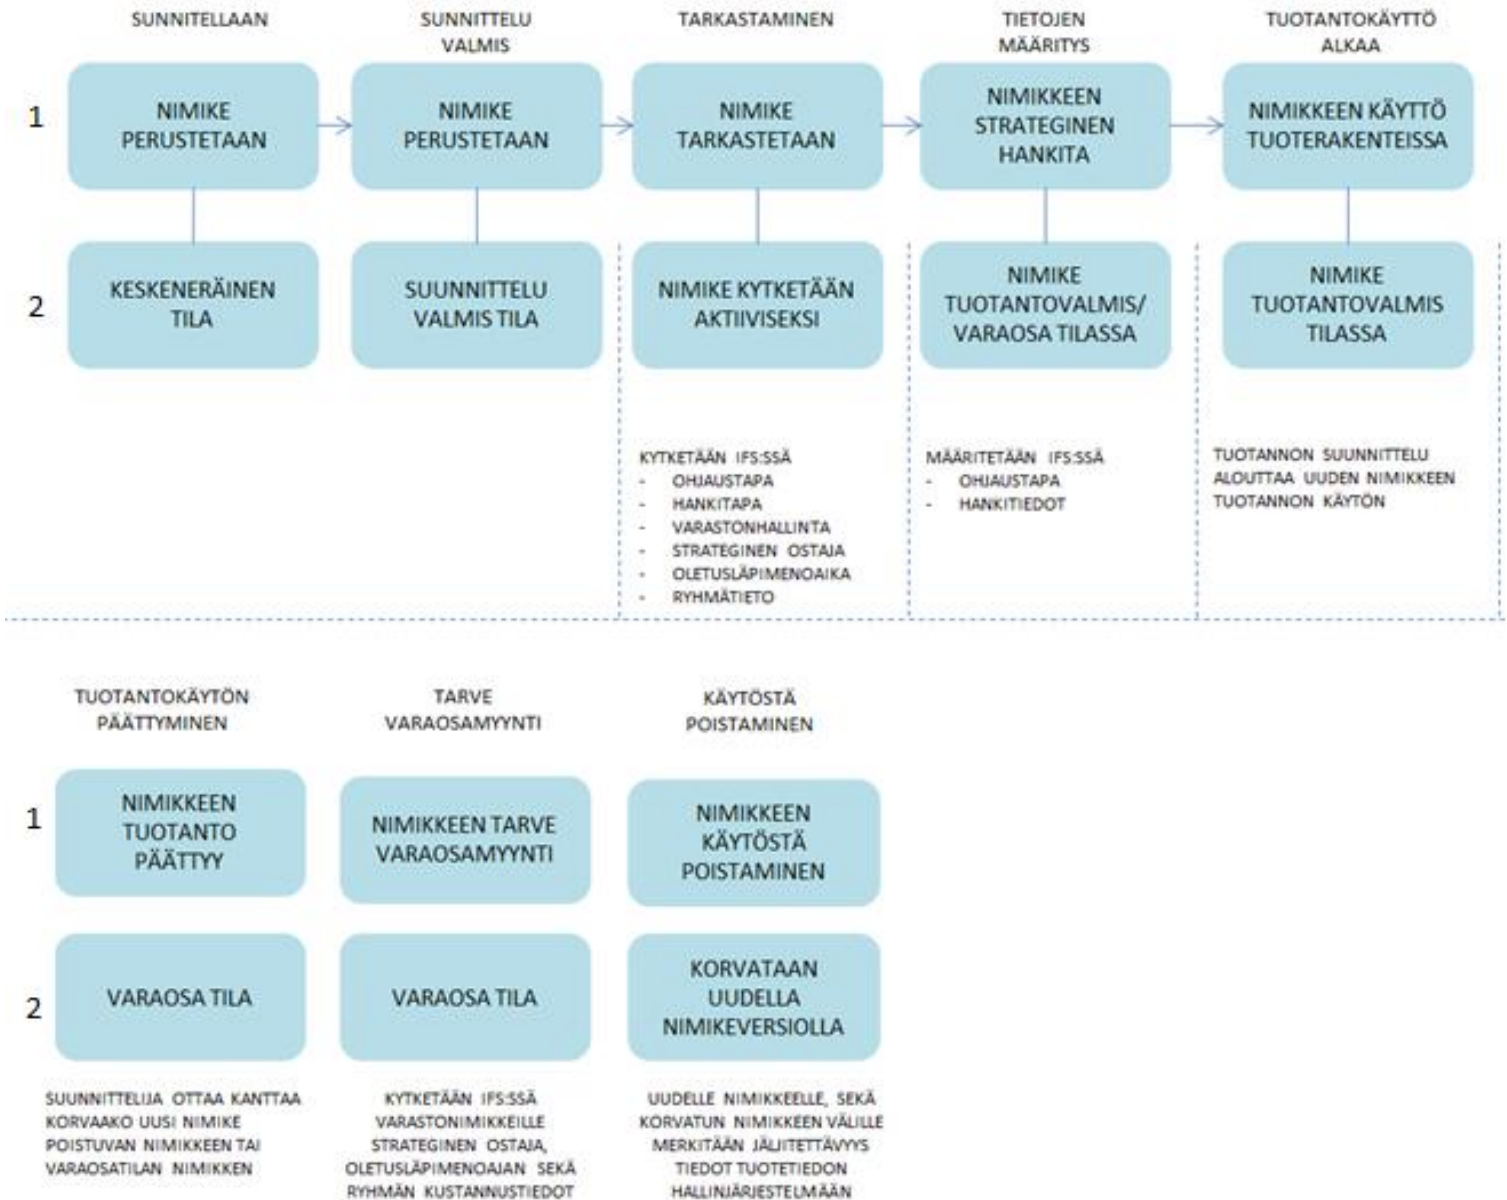 SUNNITELLAAN
SUNNITTELU
VALMIS
TARKASTAMINEN
TIETOJEN
MÄÄRITYS
TUOTANTOKÄYTTÖ
ALKAA
1
NIMIKE
PERUSTETAAN
NIMIKE
PERUSTETAAN
NIMIKE
TARKASTETAAN
NIMIKKEEN
STRATEGINEN
HANKITA
NIMIKKEEN KÄYTTÖ
TUOTERAKENTEISSA
2
KESKENERÄINEN
TILA
SUUNNITTELU
VALMIS TILA
NIMIKE KYTKETÄÄN
AKTIIVISEKSI
NIMIKE
TUOTANTOVALMIS/
VARAOSA TILASSA
NIMIKE
TUOTANTOVALMIS
TILASSA
KYTKETÄÄN IFS:SSÄ
- OHJAUSTAPA
- HANKITAPA
- VARASTONHALLINTA
- STRATEGINEN OSTAJA
- OLETUSLÄPIMENOAIKA
- RYHMÄTIETO
MÄÄRITETÄÄN IFS:SSÄ
- OHJAUSTAPA
- HANKITIEDOT
TUOTANNON SUUNNITTELU
ALOUTTAA UUDEN NIMIKKEEN
TUOTANNON KÄYTÖN
TUOTANTOKÄYTÖN
PÄÄTTYMINEN
TARVE
VARAOSAMYYNTI
KÄYTÖSTÄ
POISTAMINEN
1
NIMIKKEEN
TUOTANTO
PÄÄTTYY
NIMIKKEEN TARVE
VARAOSAMYYNTI
NIMIKKEEN
KÄYTÖSTÄ
POISTAMINEN
2
VARAOSA TILA
VARAOSA TILA
KORVATAAN
UUDELLA
NIMIKEVERSIOLLA
SUUNNITTELIJA OTTAA KANTTAA
KORVAAKO UUSI NIMIKE
POISTUVAN NIMIKKEEN TAI
VARAOSATILAN NIMIKKEN
KYTKETÄÄN IFS:SSÄ
VARASTONIMIKKEILLE
STRATEGINEN OSTAJA,
OLETUSLÄPIMENOAJAN SEKÄ
RYHMÄN KUSTANNUSTIEDOT
UUDELLE NIMIKKEELLE, SEKÄ
KORVATUN NIMIKKEEN VÄLILLE
MERKITÄÄN JÄLJITETTÄVYYS
TIEDOT TUOTETIEDON
HALLINJÄRJESTELMÄÄN